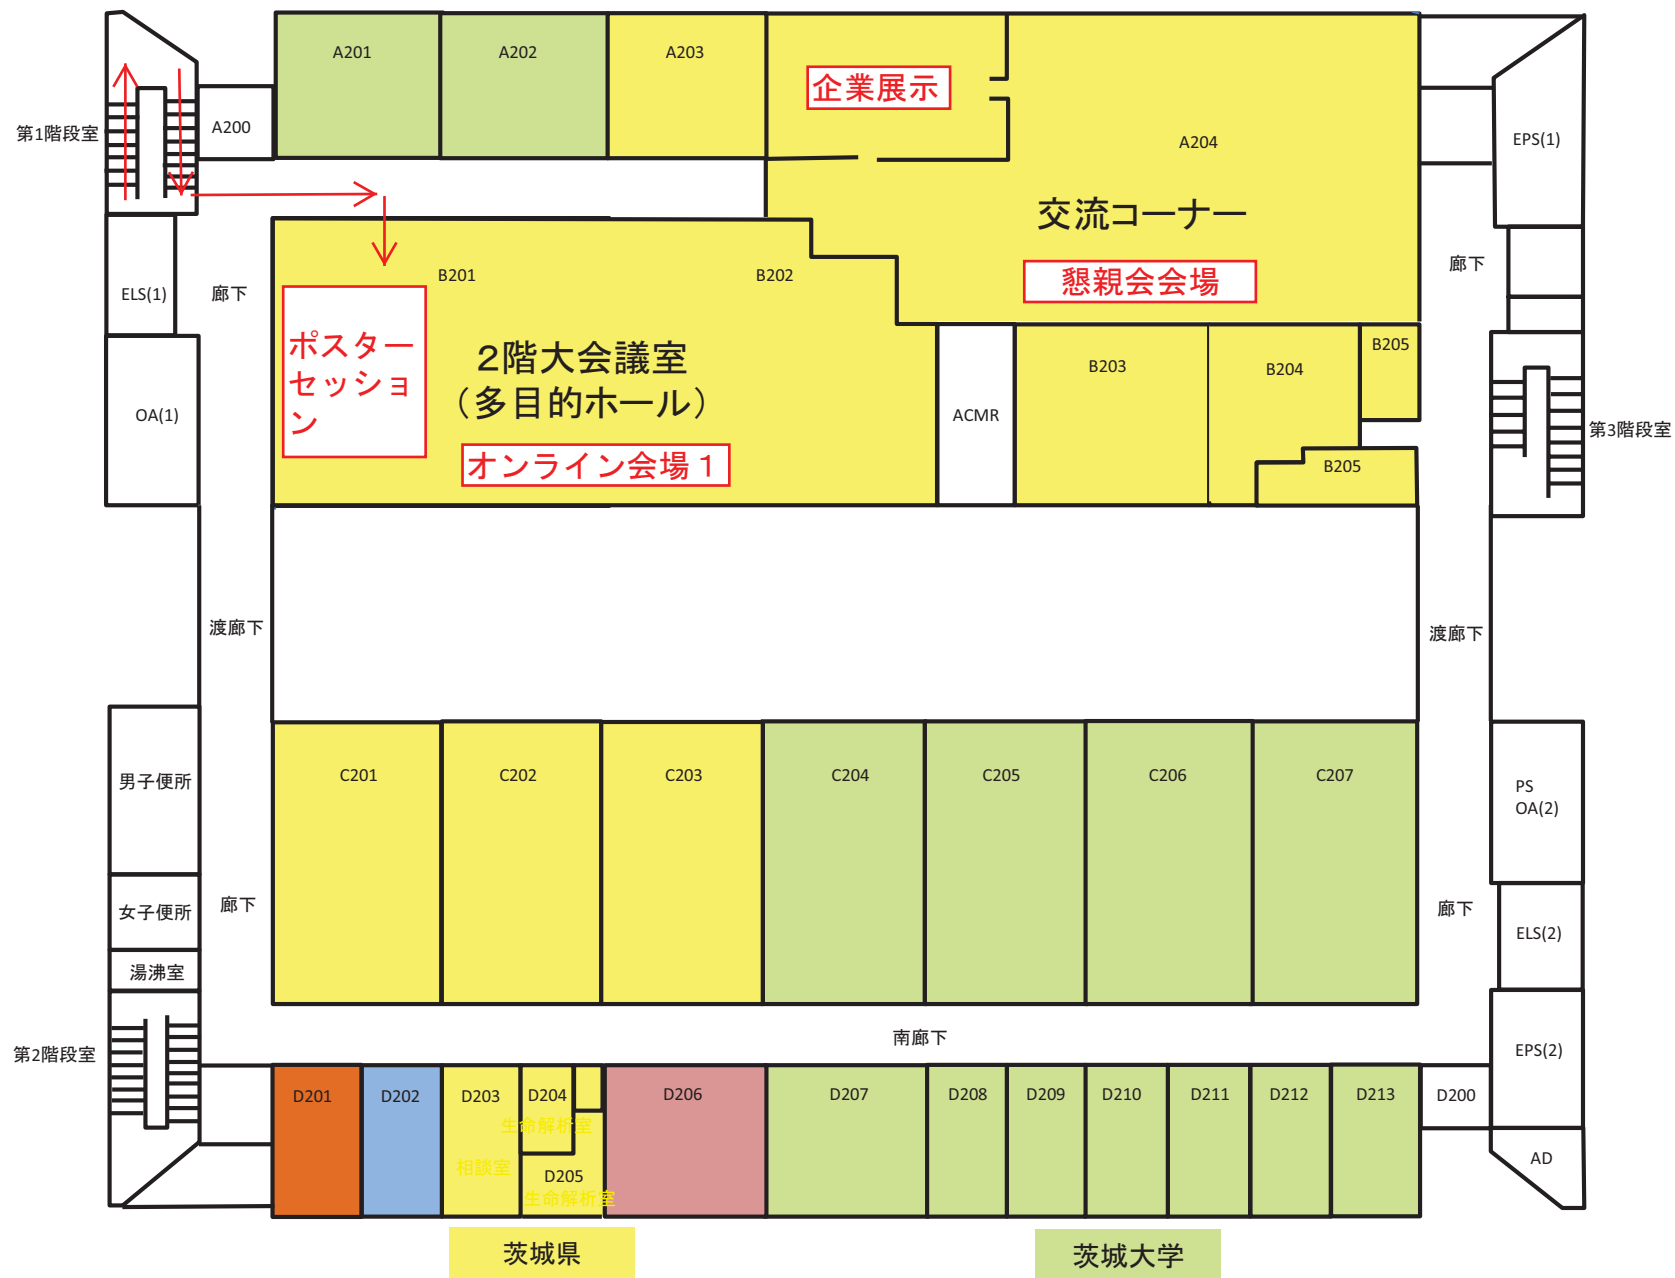 A201
A202
A203
企業展示
A204
第1階段室
A200
EPS(1)
交流コーナー
懇親会会場
B201
B202
ELS(1)
廊下
廊下
ポスター
セッショ
ン
2階大会議室
（多目的ホール）
オンライン会場１
OA(1)
ACMR
B203
B204
B205
B205
第3階段室
渡廊下
渡廊下
男子便所
C201
C202
C203
C204
C205
C206
C207
PS
OA(2)
女子便所
廊下
廊下
ELS(2)
湯沸室
南廊下
第2階段室
EPS(2)
D201
D202
D203
D204
生命解析室
相談室
D205
生命解析室
D206
D207
D208
D209
D210
D211
D212
D213
D200
AD
茨城県
茨城大学